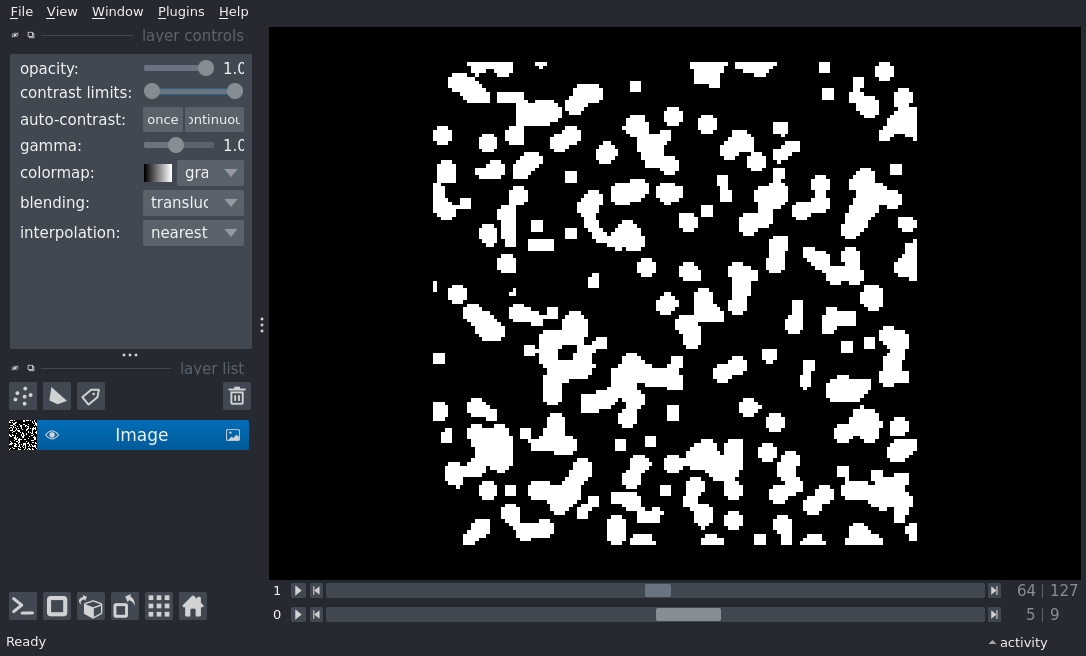 File View Window Plugins Help
layer controls
opacity: 1.0
contrast limits:
auto-contrast: once ontinuou
gamma: 1.0
colormap: gra
blending: transluc
interpolation: nearest
layer list
Image
1 64 | 127
0 5 | 9
Ready activity